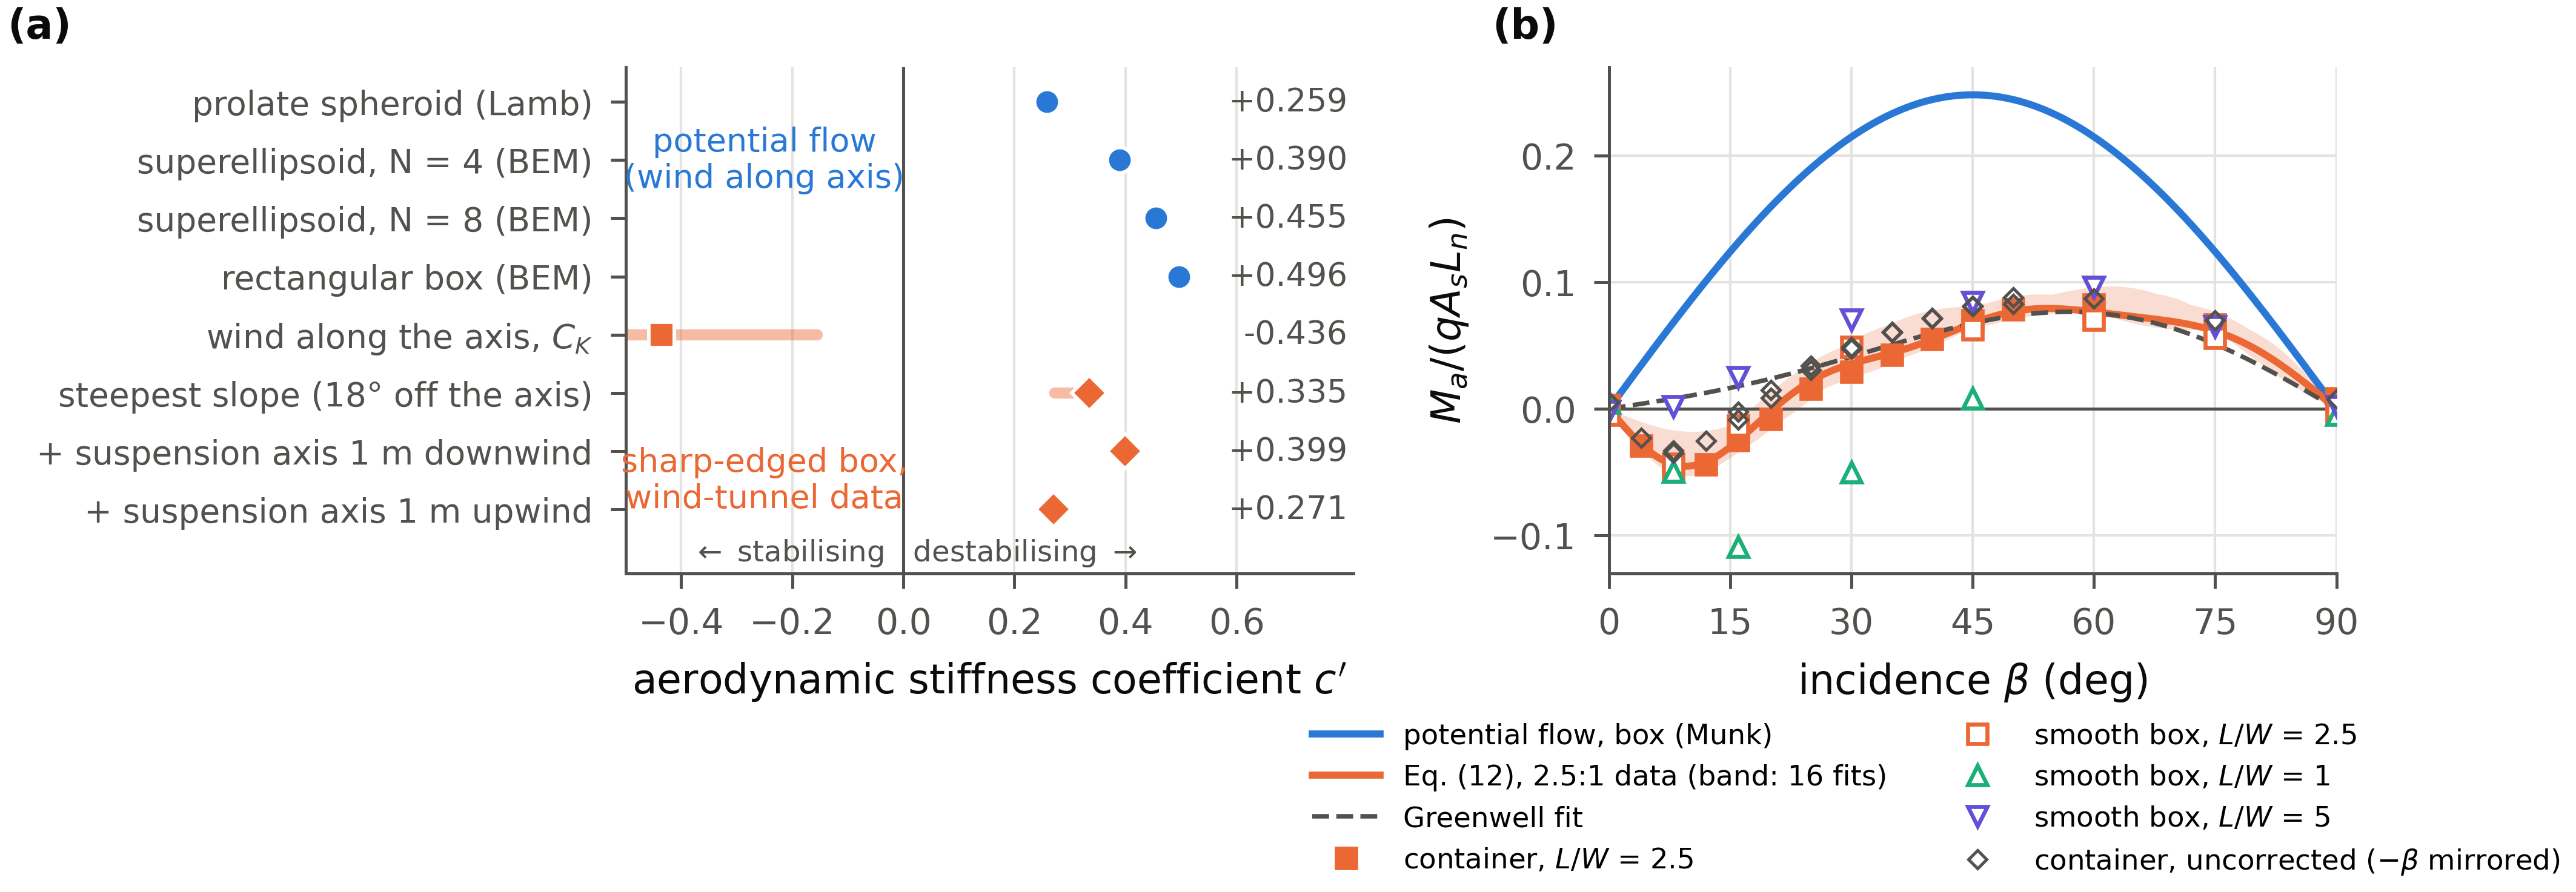 (a)
prolate spheroid (Lamb)
superellipsoid, N = 4 (BEM)
superellipsoid, N = 8 (BEM)
rectangular box (BEM)
wind along the axis, C_K
steepest slope (18° off the axis)
+ suspension axis 1 m downwind
+ suspension axis 1 m upwind
potential flow
(wind along axis)
sharp-edged box,
wind-tunnel data
← stabilising
destabilising →
+0.259
+0.390
+0.455
+0.496
-0.436
+0.335
+0.399
+0.271
−0.4 −0.2 0.0 0.2 0.4 0.6
aerodynamic stiffness coefficient c′
(b)
M_a/(qA_sL_n)
0.2
0.1
0.0
−0.1
0 15 30 45 60 75 90
incidence β (deg)
potential flow, box (Munk)
Eq. (12), 2.5:1 data (band: 16 fits)
Greenwell fit
container, L/W = 2.5
smooth box, L/W = 2.5
smooth box, L/W = 1
smooth box, L/W = 5
container, uncorrected (−β mirrored)